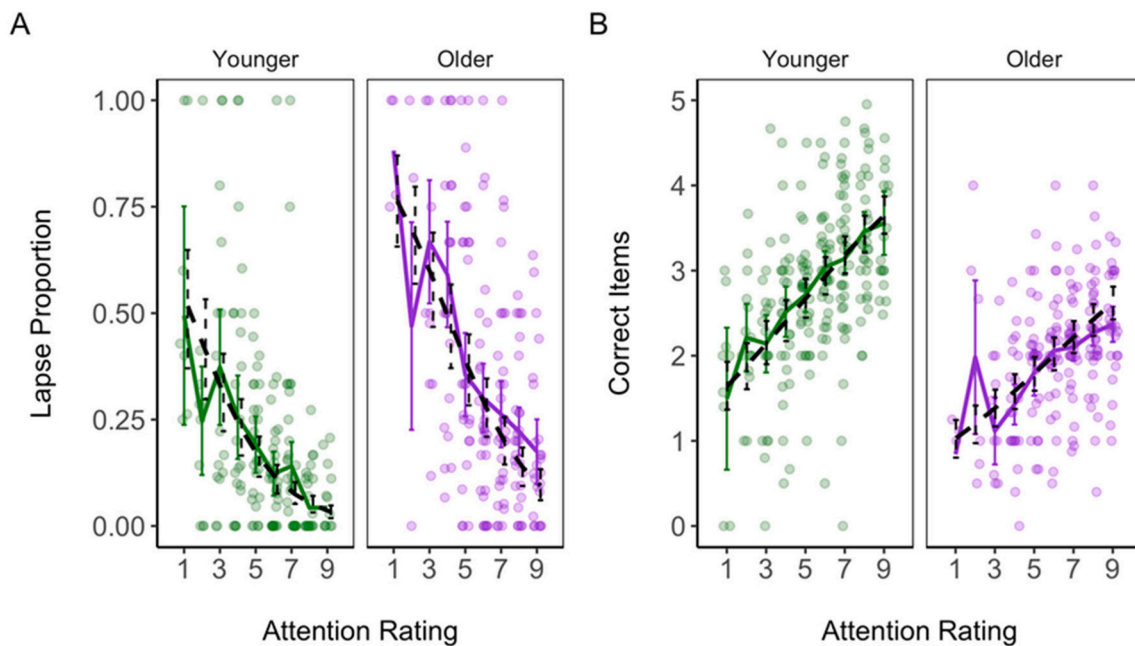 A
B
Younger
Older
Younger
Older
Lapse Proportion
1.00
0.75
0.50
0.25
0.00
Correct Items
5
4
3
2
1
0
1 3 5 7 9
1 3 5 7 9
1 3 5 7 9
1 3 5 7 9
Attention Rating
Attention Rating